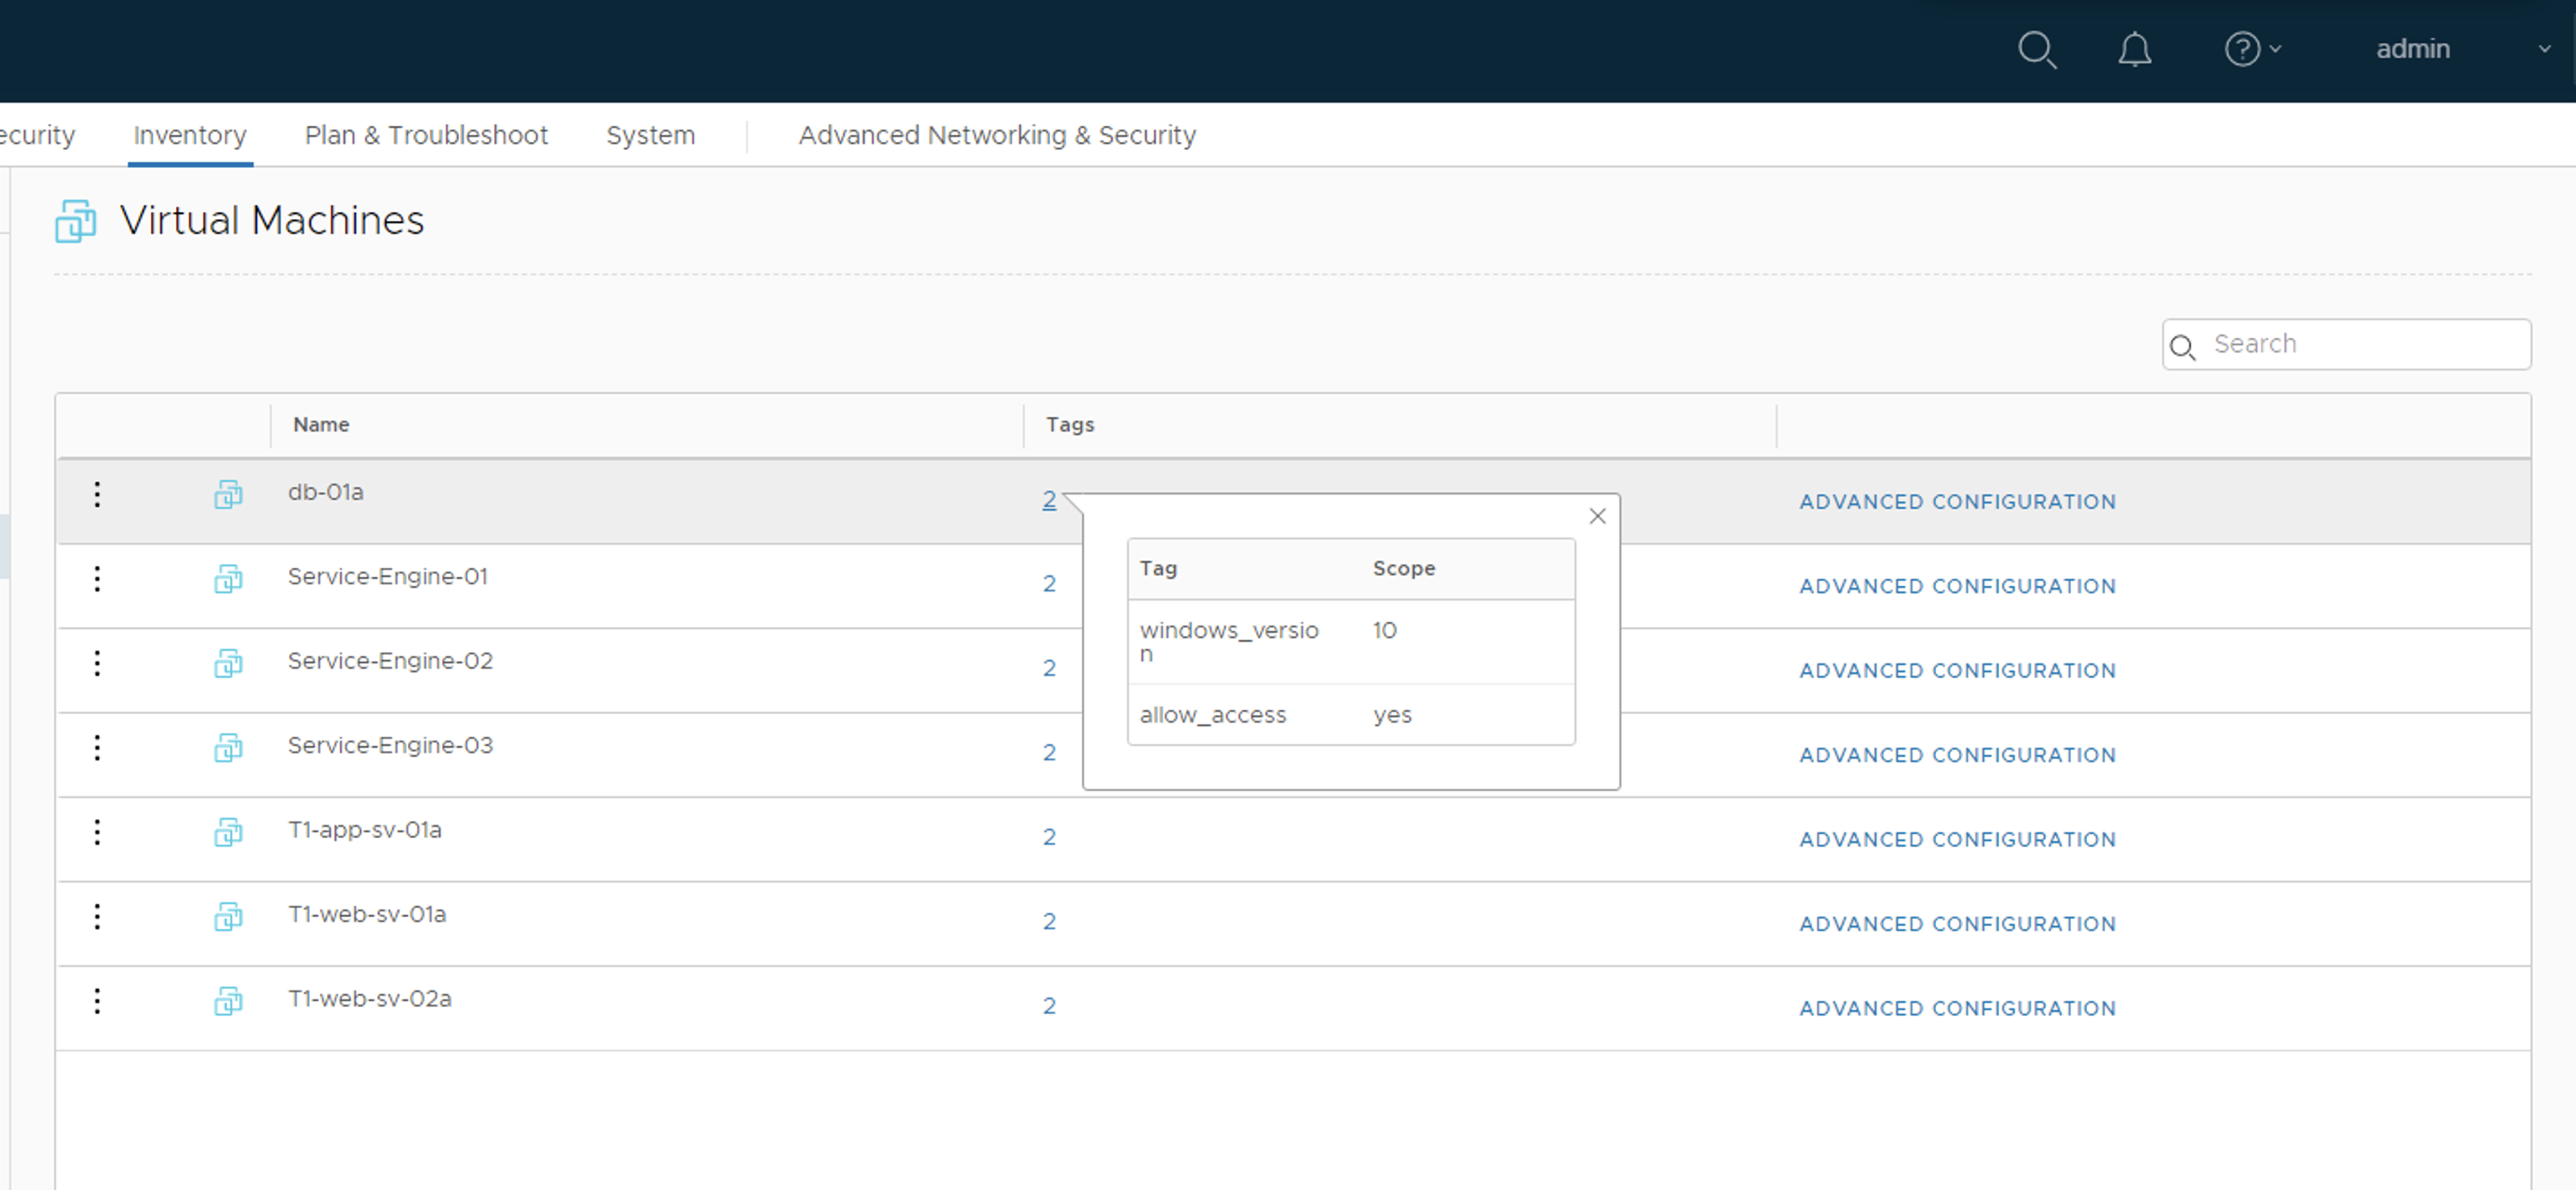 admin
ecurity Inventory Plan & Troubleshoot System Advanced Networking & Security
Virtual Machines
Search
Name Tags
db-01a 2 ADVANCED CONFIGURATION
Service-Engine-01 2 ADVANCED CONFIGURATION
Service-Engine-02 2 ADVANCED CONFIGURATION
Service-Engine-03 2 ADVANCED CONFIGURATION
T1-app-sv-01a 2 ADVANCED CONFIGURATION
T1-web-sv-01a 2 ADVANCED CONFIGURATION
T1-web-sv-02a 2 ADVANCED CONFIGURATION
Tag Scope
windows_versio 10
n
allow_access yes